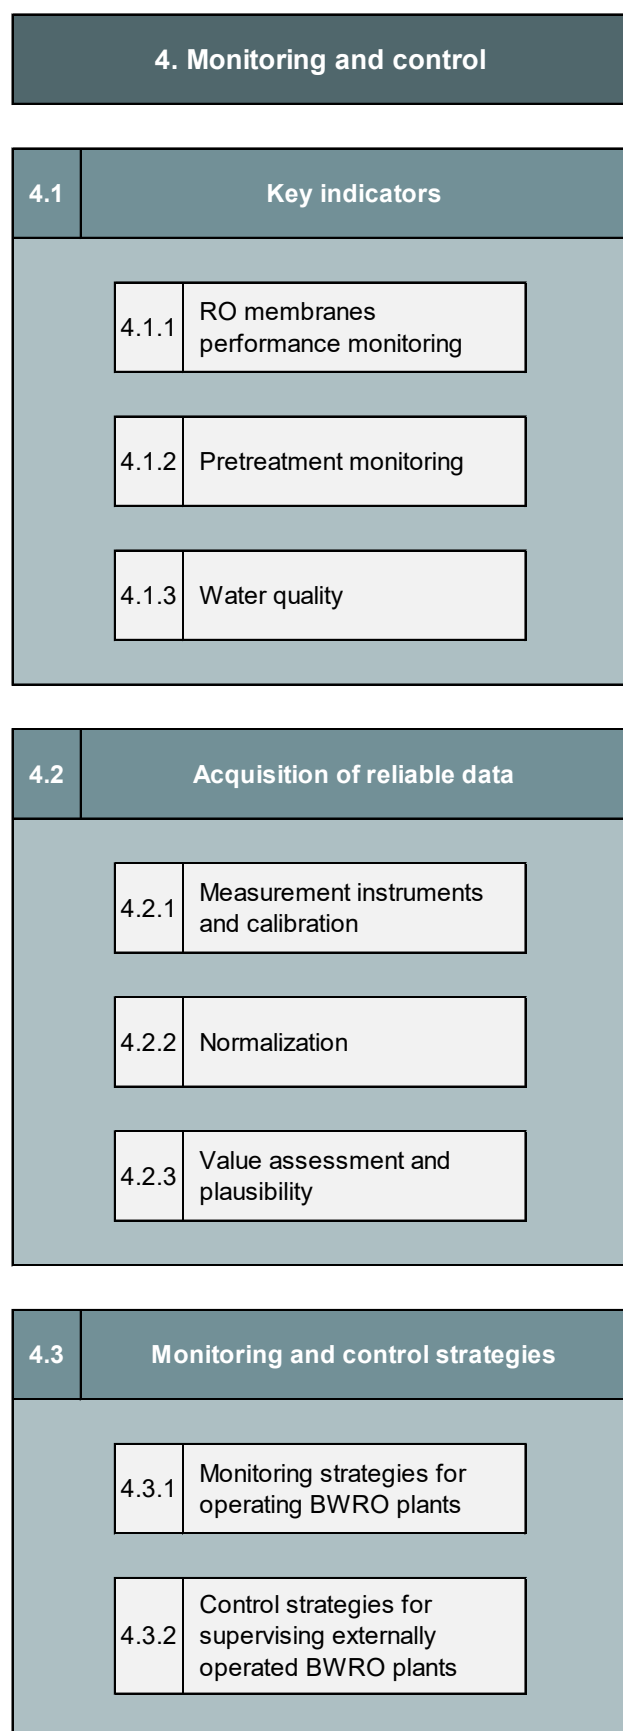 4. Monitoring and control
4.1 Key indicators
4.1.1 RO membranes
performance monitoring
4.1.2 Pretreatment monitoring
4.1.3 Water quality
4.2 Acquisition of reliable data
4.2.1 Measurement instruments
and calibration
4.2.2 Normalization
4.2.3 Value assessment and
plausibility
4.3 Monitoring and control strategies
4.3.1 Monitoring strategies for
operating BWRO plants
4.3.2 Control strategies for
supervising externally
operated BWRO plants